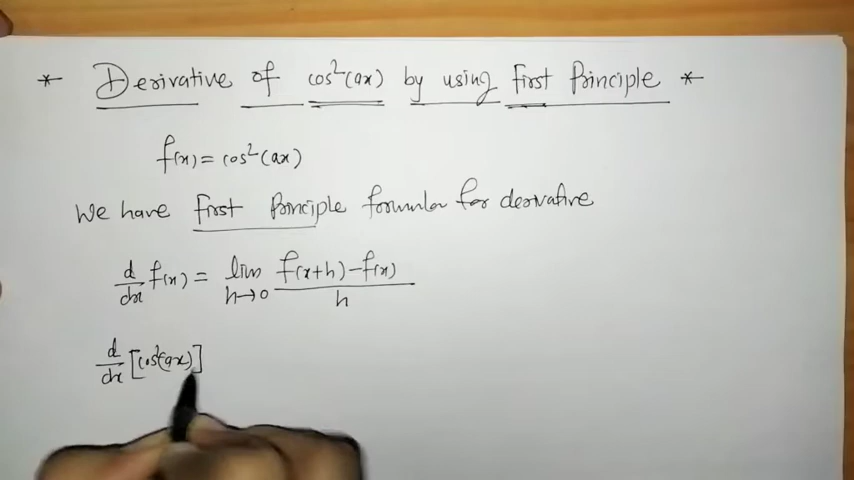 * Derivative of cos²(ax) by using First Principle *
f(x) = cos²(ax)
We have First Principle formula for derivative
d/dx f(x) = lim h→0 f(x+h)-f(x)/h
d/dx [cos²(ax)]